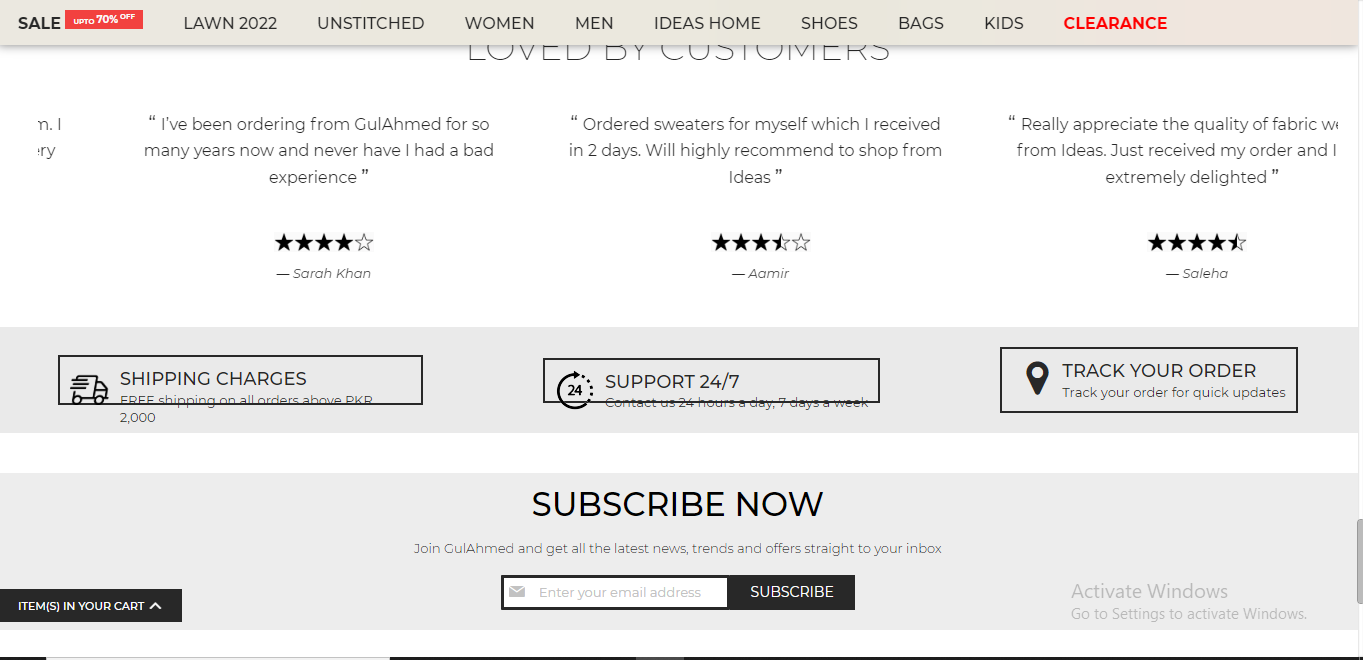 SALE UPTO 70% OFF LAWN 2022 UNSTITCHED WOMEN MEN IDEAS HOME SHOES BAGS KIDS CLEARANCE
LOVED BY CUSTOMERS
m. I
ery
“ I’ve been ordering from GulAhmed for so
many years now and never have I had a bad
experience ”
— Sarah Khan
“ Ordered sweaters for myself which I received
in 2 days. Will highly recommend to shop from
Ideas ”
— Aamir
“ Really appreciate the quality of fabric we
from Ideas. Just received my order and I
extremely delighted ”
— Saleha
SHIPPING CHARGES
FREE shipping on all orders above PKR
2,000
24
SUPPORT 24/7
Contact us 24 hours a day, 7 days a week
TRACK YOUR ORDER
Track your order for quick updates
SUBSCRIBE NOW
Join GulAhmed and get all the latest news, trends and offers straight to your inbox
Enter your email address SUBSCRIBE
ITEM(S) IN YOUR CART
Activate Windows
Go to Settings to activate Windows.